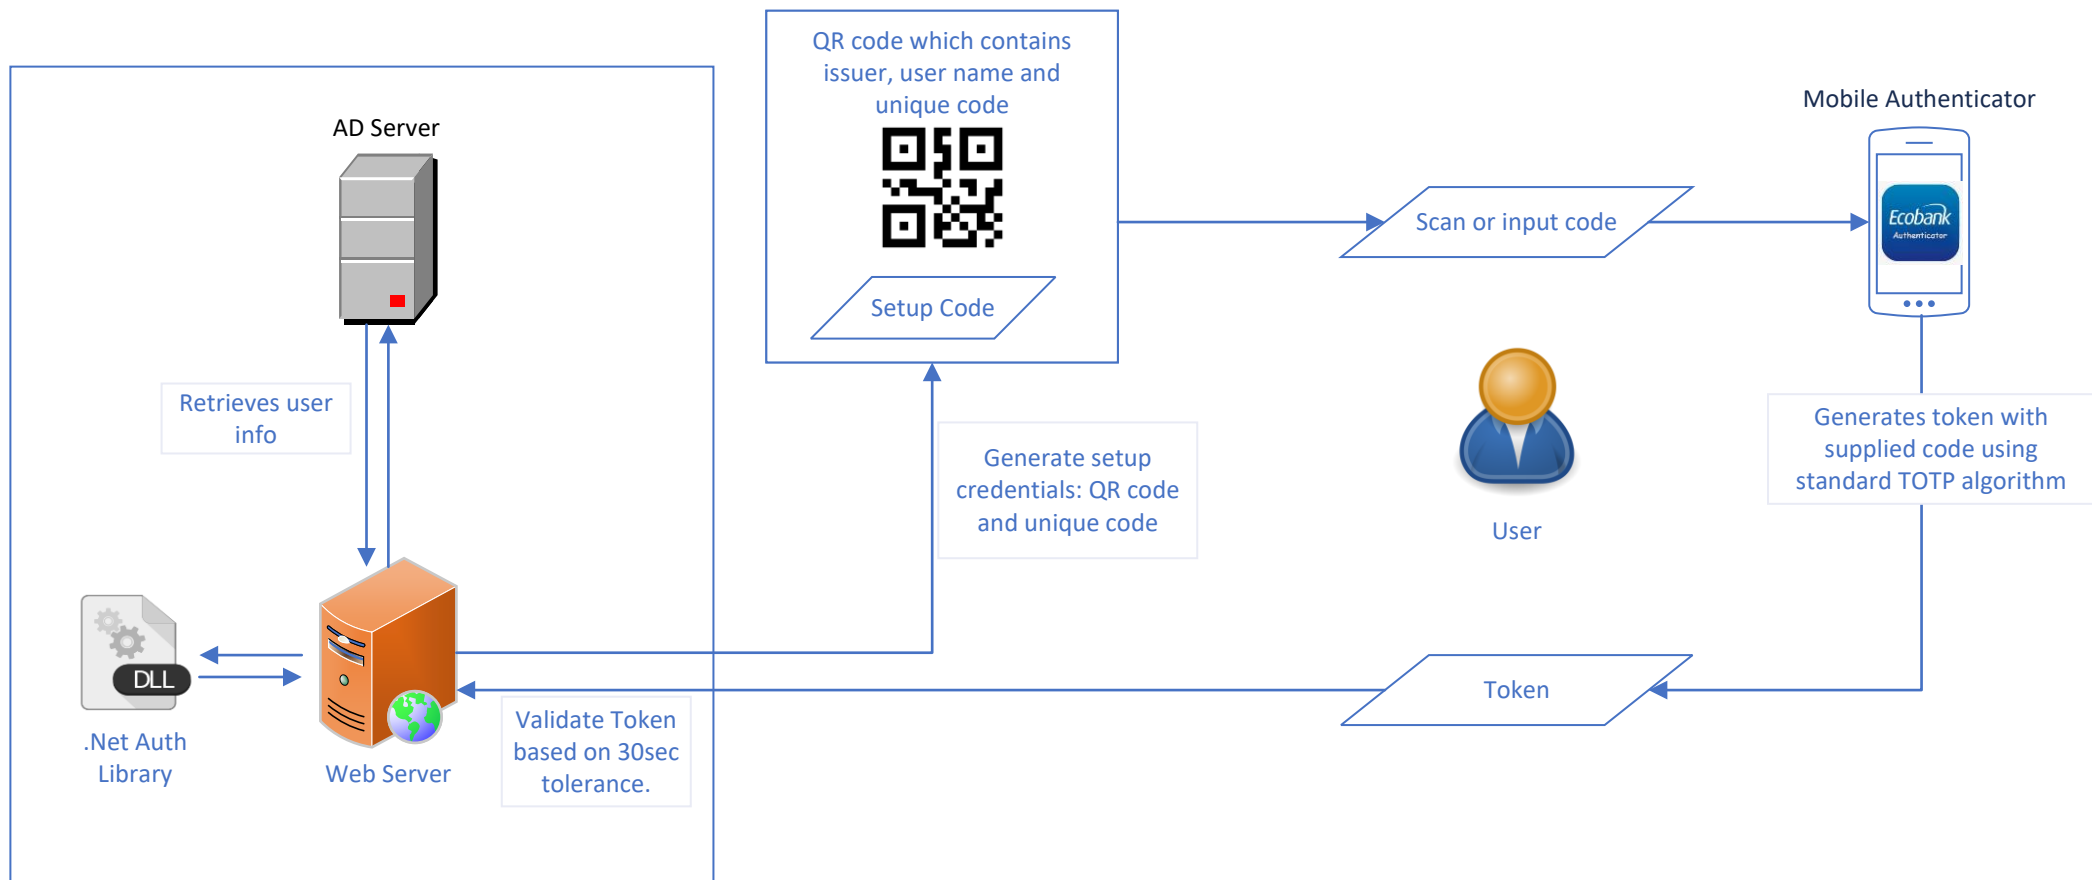 QR code which contains
issuer, user name and
unique code
Mobile Authenticator
AD Server
Scan or input code
Ecobank
Authenticator
Setup Code
Retrieves user
info
Generate setup
credentials: QR code
and unique code
Generates token with
supplied code using
standard TOTP algorithm
User
DLL
Token
.Net Auth
Library
Web Server
Validate Token
based on 30sec
tolerance.